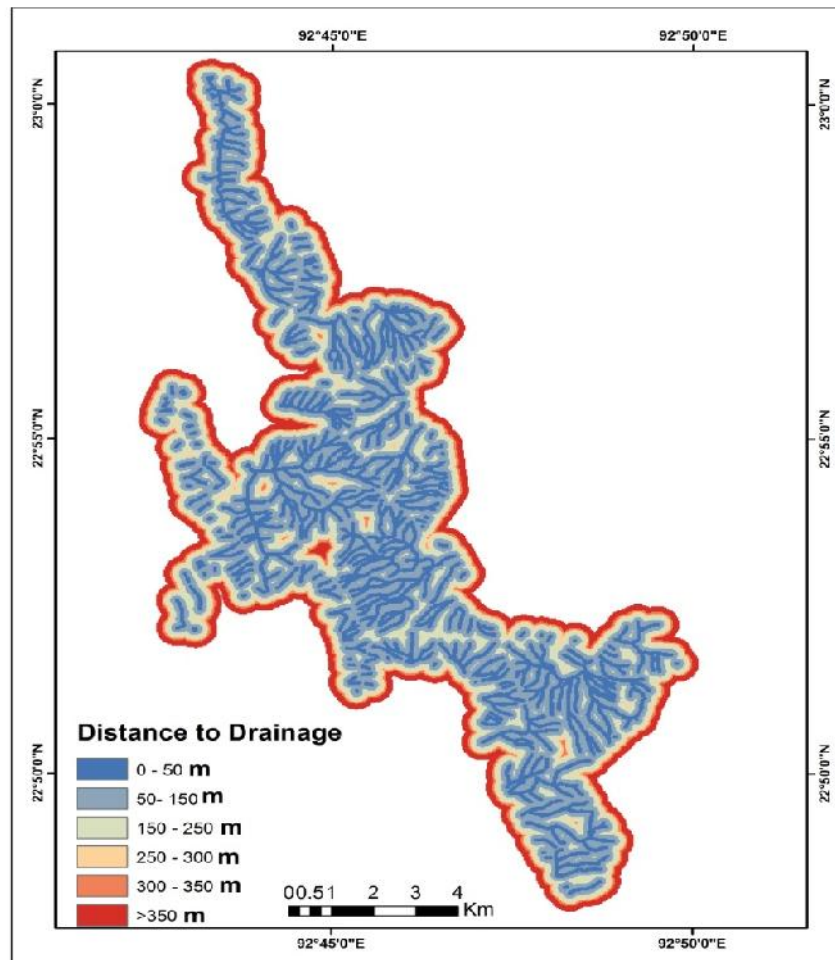 92°45'0"E 92°50'0"E
23°0'0"N 23°0'0"N
22°55'0"N 22°55'0"N
22°50'0"N 22°50'0"N
Distance to Drainage
0 - 50 m
50- 150 m
150 - 250 m
250 - 300 m
300 - 350 m
>350 m
00.51 2 3 4
Km
92°45'0"E 92°50'0"E